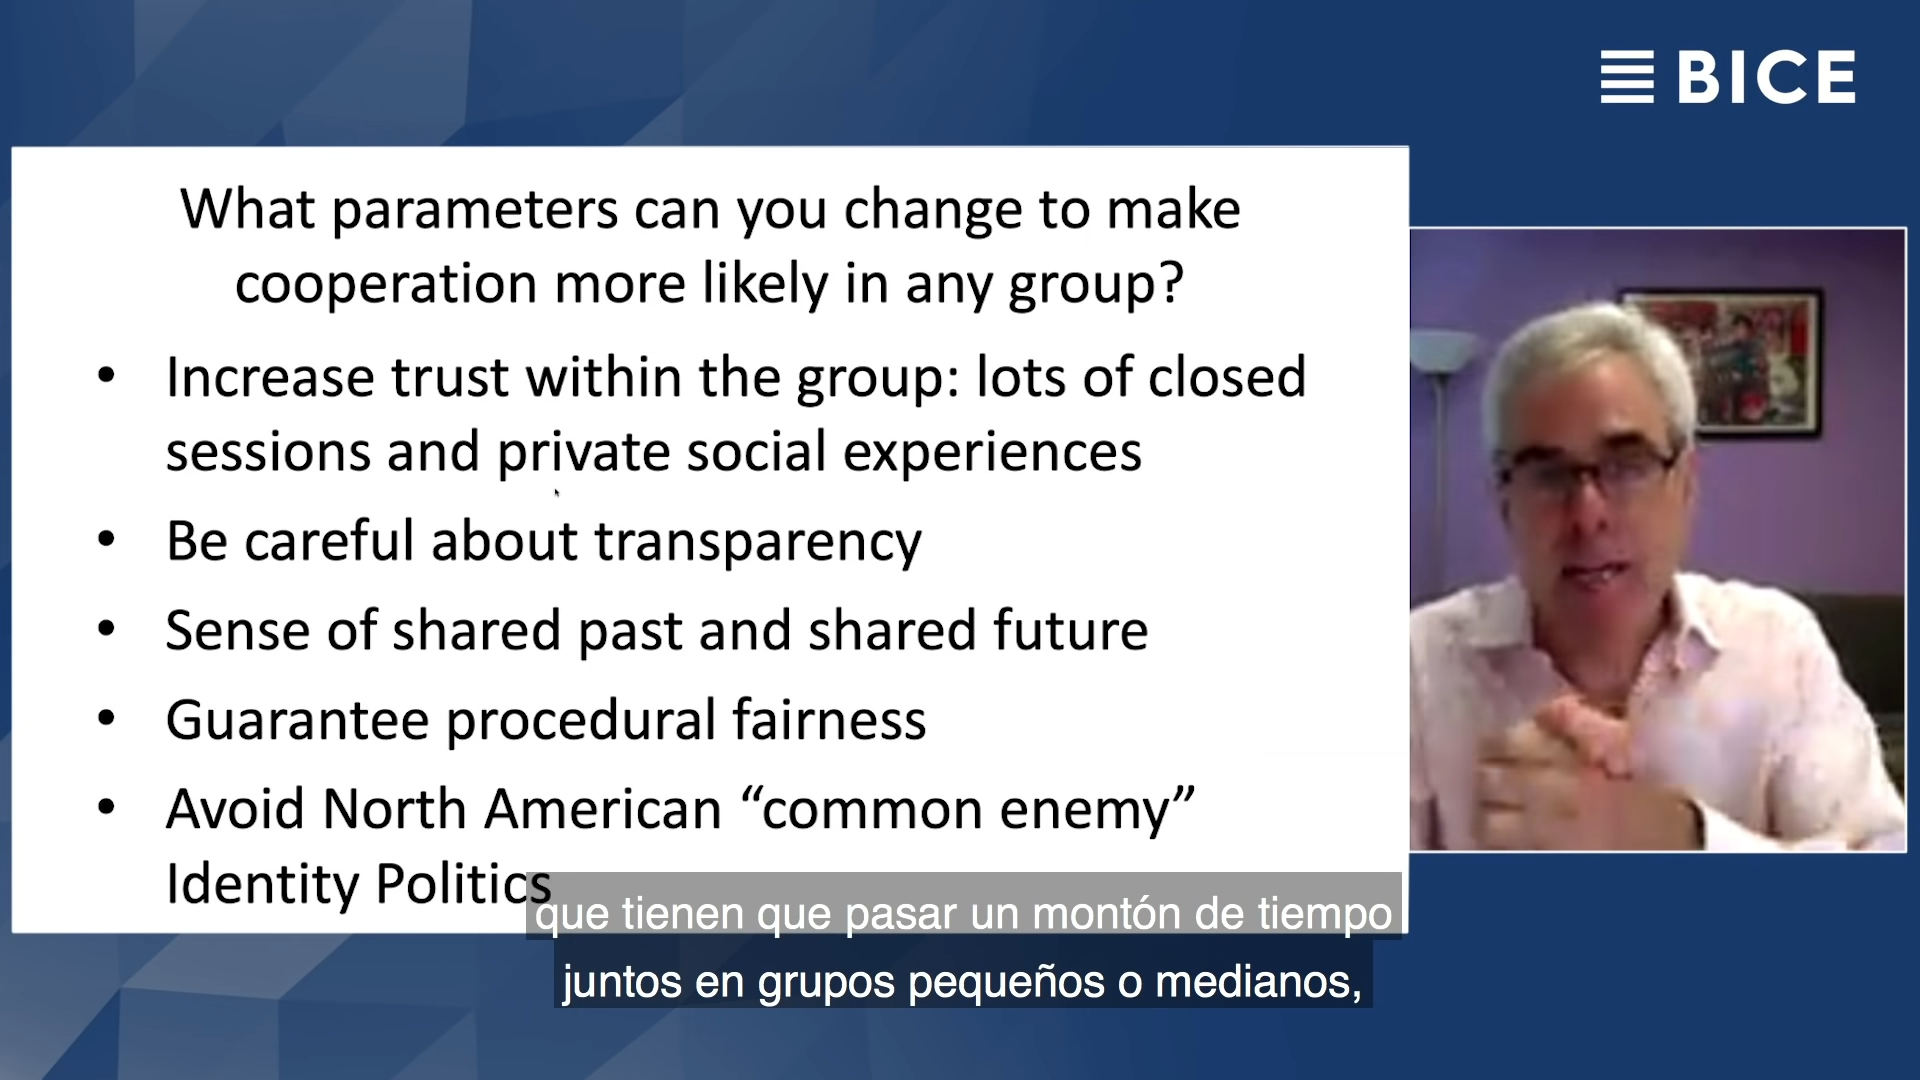 BICE
What parameters can you change to make
cooperation more likely in any group?
• Increase trust within the group: lots of closed
sessions and private social experiences
• Be careful about transparency
• Sense of shared past and shared future
• Guarantee procedural fairness
• Avoid North American “common enemy”
Identity Politics
que tienen que pasar un montón de tiempo
juntos en grupos pequeños o medianos,